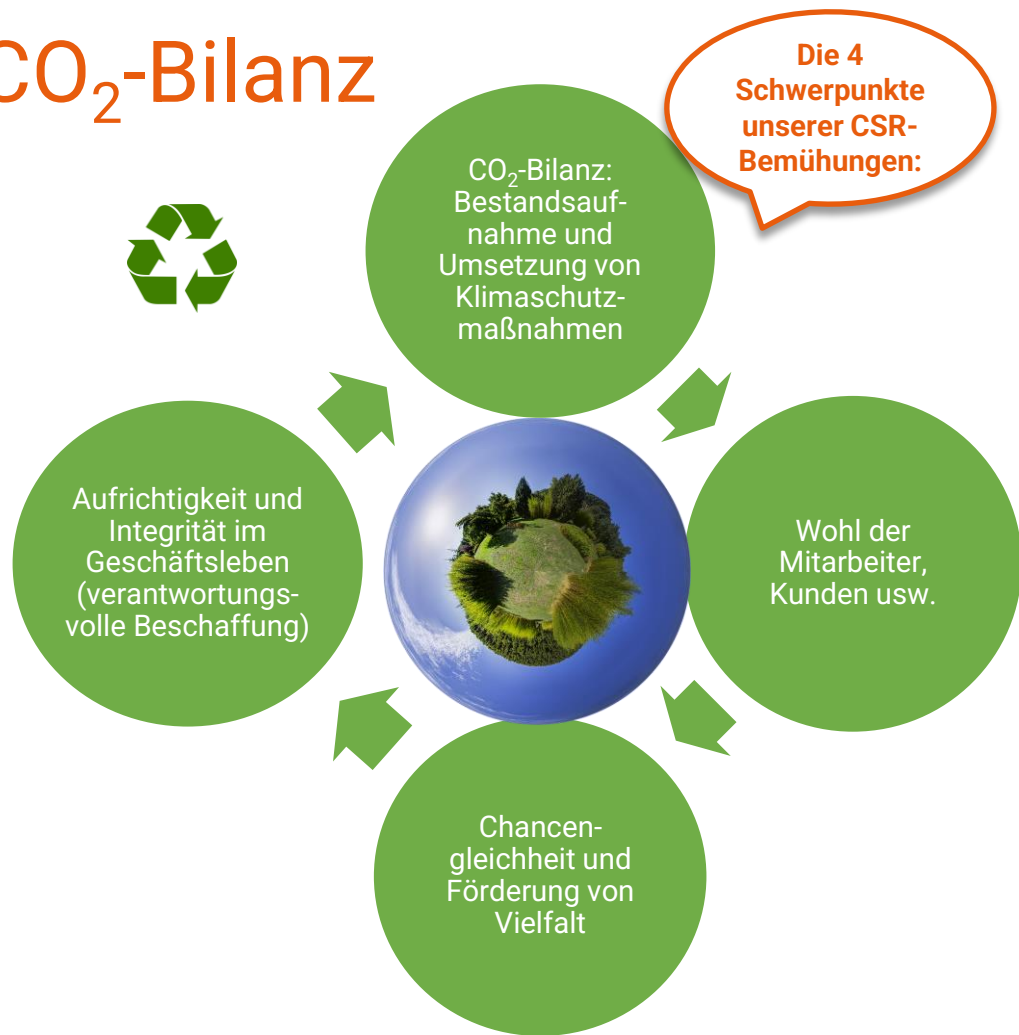 CO₂-Bilanz
Die 4
Schwerpunkte
unserer CSR-
Bemühungen:
CO₂-Bilanz:
Bestandsauf-
nahme und
Umsetzung von
Klimaschutz-
maßnahmen
Aufrichtigkeit und
Integrität im
Geschäftsleben
(verantwortungs-
volle Beschaffung)
Wohl der
Mitarbeiter,
Kunden usw.
Chancen-
gleichheit und
Förderung von
Vielfalt